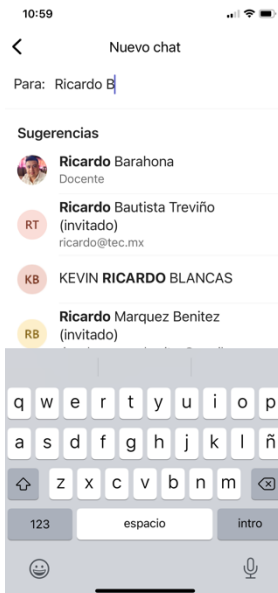 10:59
Nuevo chat
Para: Ricardo B
Sugerencias
Ricardo Barahona
Docente
RT
Ricardo Bautista Treviño
(invitado)
ricardo@tec.mx
KB
KEVIN RICARDO BLANCAS
RB
Ricardo Marquez Benitez
(invitado)
q w e r t y u i o p
a s d f g h j k l ñ
z x c v b n m
123 espacio intro